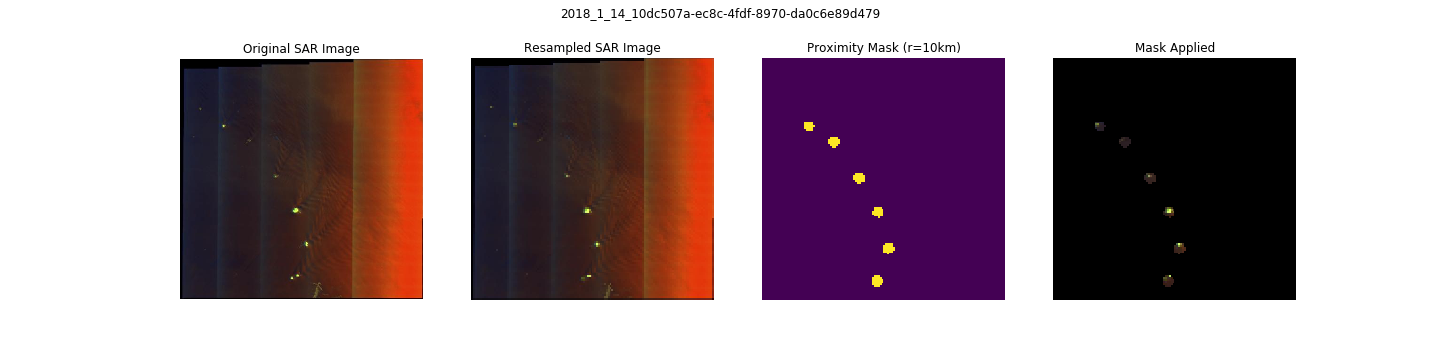 2018_1_14_10dc507a-ec8c-4fdf-8970-da0c6e89d479
Original SAR Image
Resampled SAR Image
Proximity Mask (r=10km)
Mask Applied